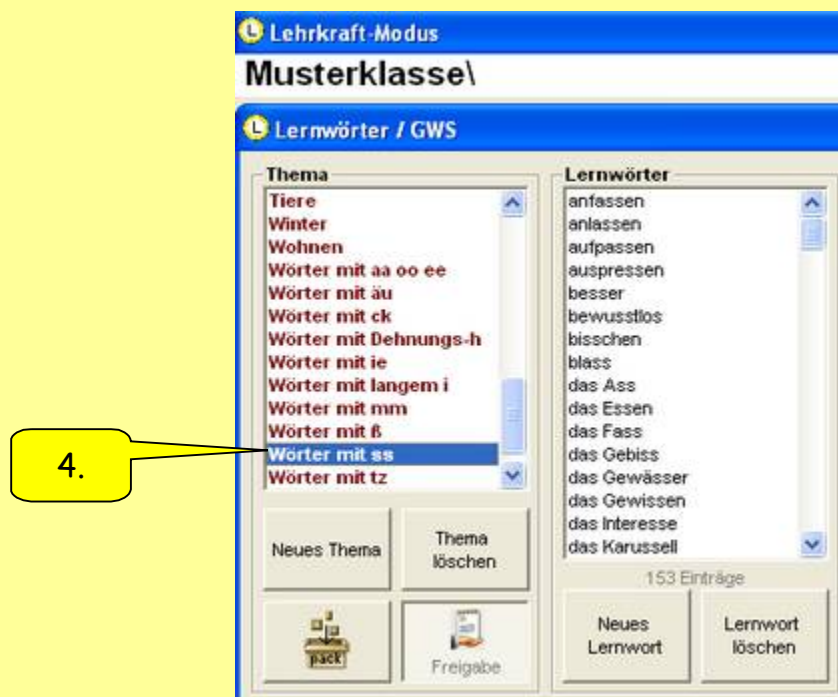 Lehrkraft-Modus
Musterklasse\
Lernwörter / GWS
Thema
Tiere
Winter
Wohnen
Wörter mit aa oo ee
Wörter mit äu
Wörter mit ck
Wörter mit Dehnungs-h
Wörter mit ie
Wörter mit langem i
Wörter mit mm
Wörter mit ß
Wörter mit ss
Wörter mit tz
4.
Neues Thema
Thema
löschen
pack
Freigabe
Lernwörter
anfassen
anlassen
aufpassen
auspressen
besser
bewusstlos
bisschen
blass
das Ass
das Essen
das Fass
das Gebiss
das Gewässer
das Gewissen
das Interesse
das Karussell
153 Einträge
Neues
Lernwort
Lernwort
löschen